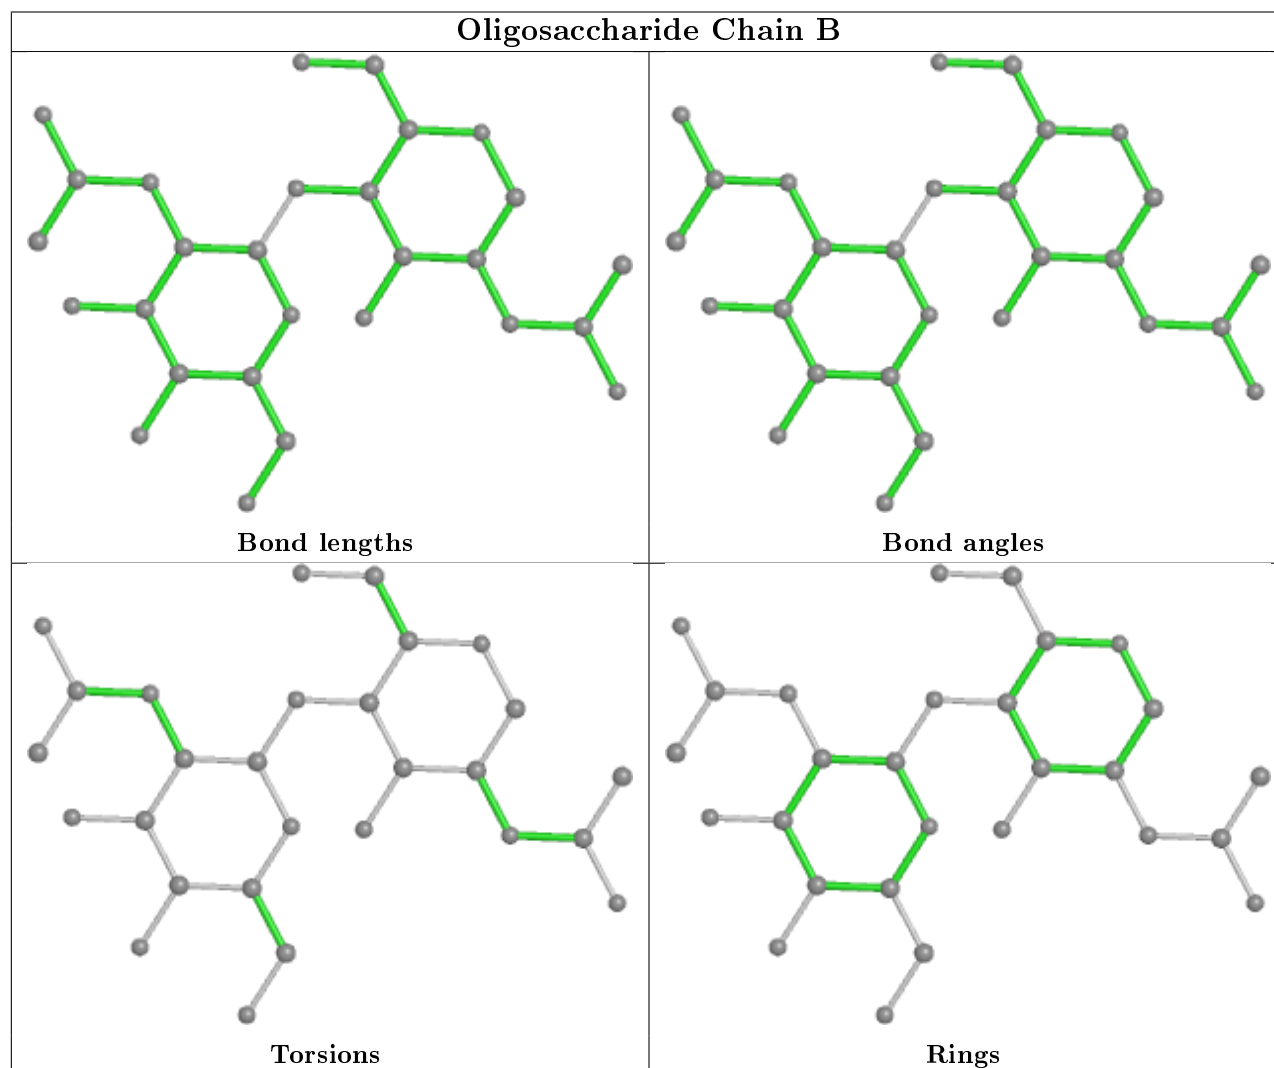 Oligosaccharide Chain B
Bond lengths
Bond angles
Torsions
Rings